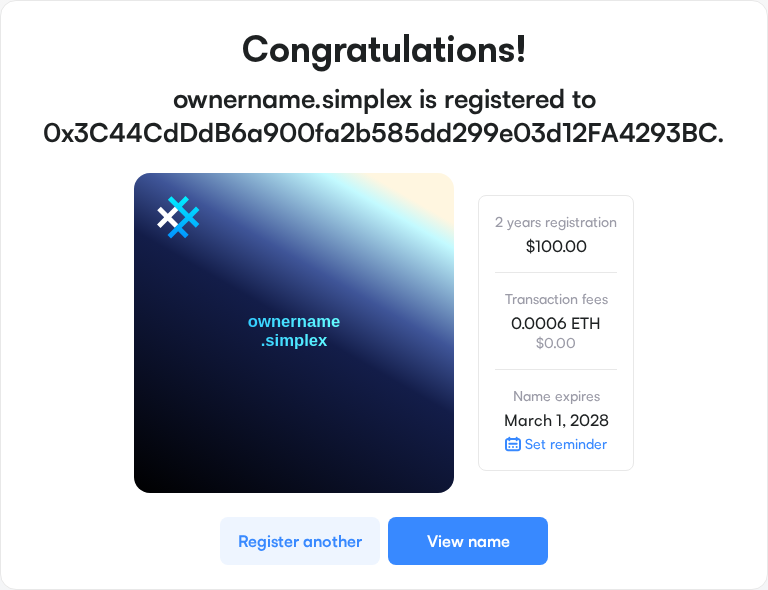 Congratulations!
ownername.simplex is registered to
0x3C44CdDdB6a900fa2b585dd299e03d12FA4293BC.
ownername
.simplex
2 years registration
$100.00
Transaction fees
0.0006 ETH
$0.00
Name expires
March 1, 2028
Set reminder
Register another
View name